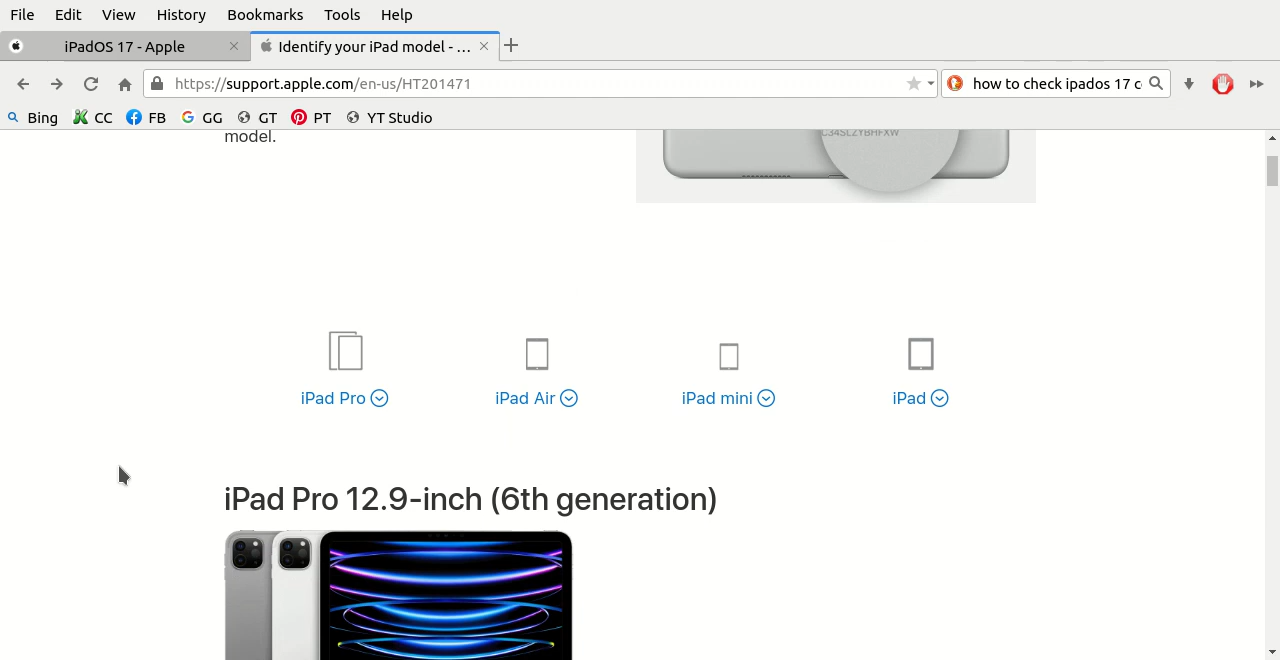 File Edit View History Bookmarks Tools Help
iPadOS 17 - Apple Identify your iPad model - ...
https://support.apple.com/en-us/HT201471 how to check ipados 17 c
Bing CC FB GG GT PT YT Studio
model.
C34SLZYBHFXW
iPad Pro iPad Air iPad mini iPad
iPad Pro 12.9-inch (6th generation)